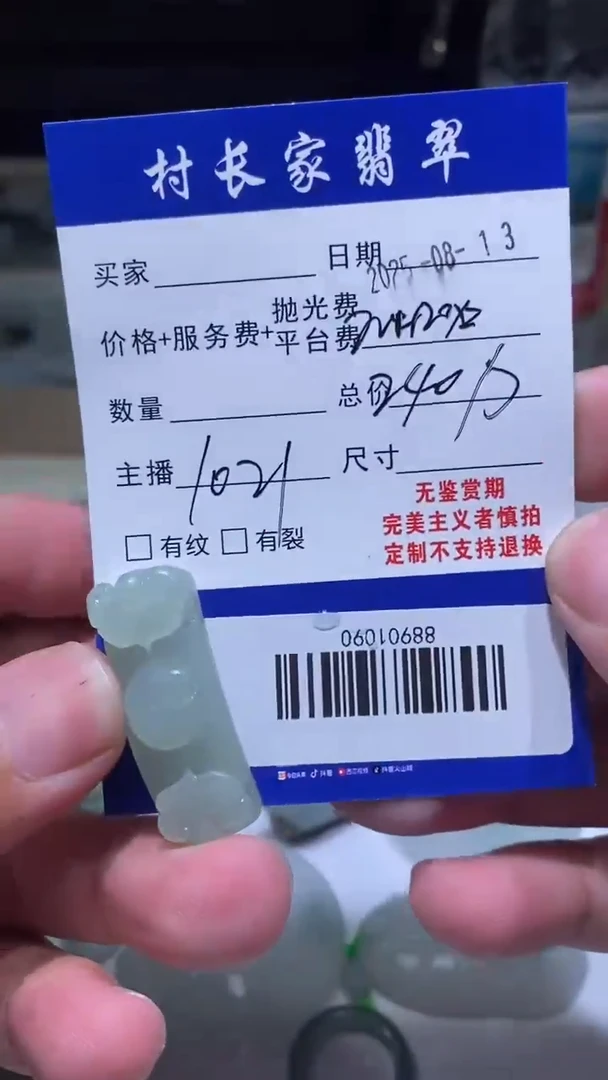 村长家翡翠
买家 日期 2025-08-13
价格+服务费+抛光费
平台费
数量 总价 240
主播 1021 尺寸
无鉴赏期
完美主义者慎拍
定制不支持退换
□有纹 □有裂
06010688